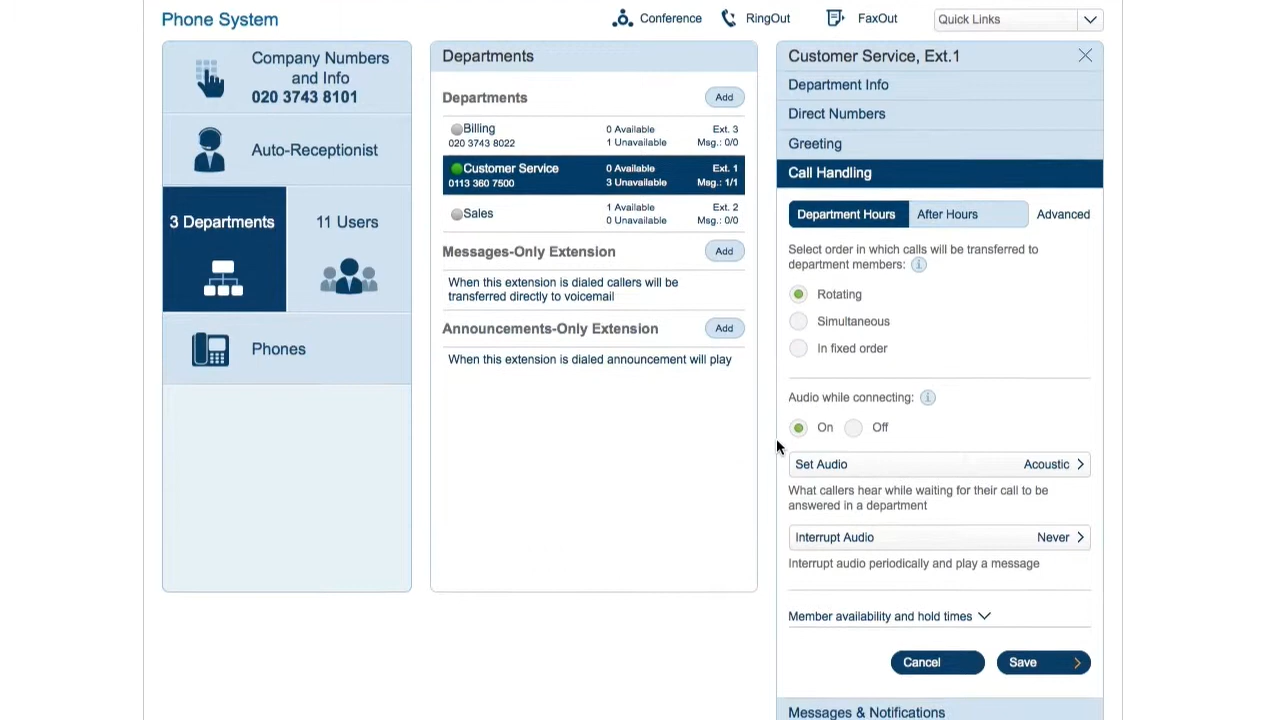 Phone System
Conference
RingOut
FaxOut
Quick Links
Company Numbers
and Info
020 3743 8101
Auto-Receptionist
3 Departments
11 Users
Phones
Departments
Departments
Add
Billing
0 Available
Ext. 3
020 3743 8022
1 Unavailable
Msg.: 0/0
Customer Service
0 Available
Ext. 1
0113 360 7500
3 Unavailable
Msg.: 1/1
Sales
1 Available
Ext. 2
0 Unavailable
Msg.: 0/0
Messages-Only Extension
Add
When this extension is dialed callers will be
transferred directly to voicemail
Announcements-Only Extension
Add
When this extension is dialed announcement will play
Customer Service, Ext.1
Department Info
Direct Numbers
Greeting
Call Handling
Department Hours
After Hours
Advanced
Select order in which calls will be transferred to
department members:
Rotating
Simultaneous
In fixed order
Audio while connecting:
On
Off
Set Audio
Acoustic
What callers hear while waiting for their call to be
answered in a department
Interrupt Audio
Never
Interrupt audio periodically and play a message
Member availability and hold times
Cancel
Save
Messages & Notifications